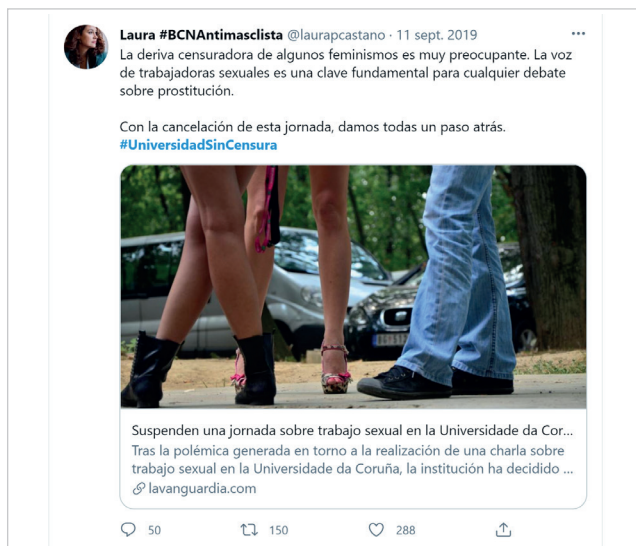 Laura #BCNAntimasclista @laurapcastano · 11 sept. 2019
La deriva censuradora de algunos feminismos es muy preocupante. La voz
de trabajadoras sexuales es una clave fundamental para cualquier debate
sobre prostitución.
Con la cancelación de esta jornada, damos todas un paso atrás.
#UniversidadSinCensura
Suspenden una jornada sobre trabajo sexual en la Universidade da Cor...
Tras la polémica generada en torno a la realización de una charla sobre
trabajo sexual en la Universidade da Coruña, la institución ha decidido ...
lavanguardia.com
50 150 288